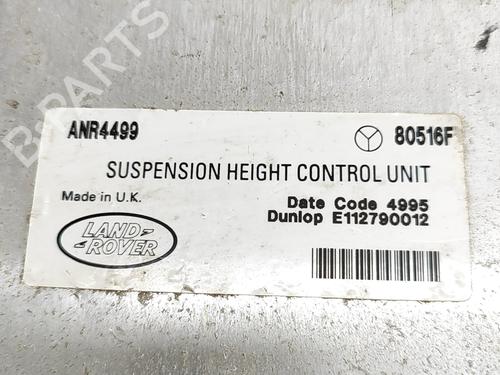 ANR4499 80516F
SUSPENSION HEIGHT CONTROL UNIT
Made in U.K. Date Code 4995
Dunlop E112790012
LAND
ROVER
B-PARTS